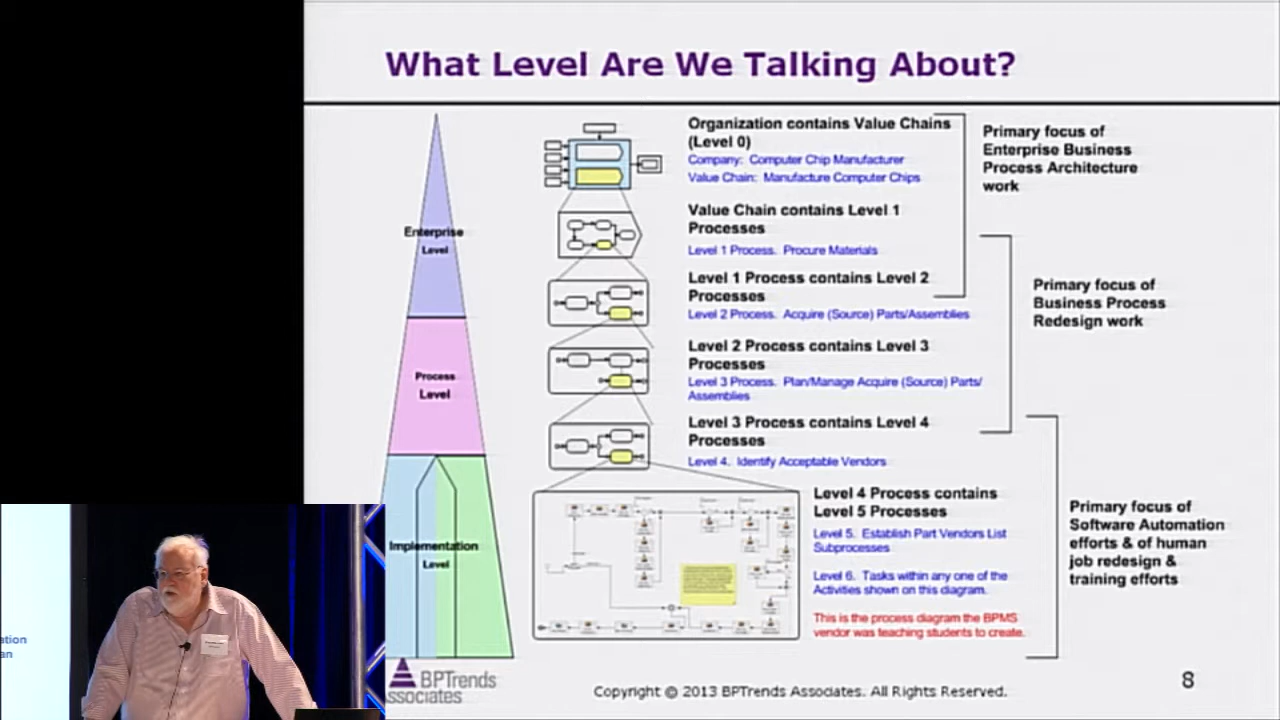 What Level Are We Talking About?
Organization contains Value Chains
(Level 0)
Company: Computer Chip Manufacturer
Value Chain: Manufacture Computer Chips
Primary focus of
Enterprise Business
Process Architecture
work
Value Chain contains Level 1
Processes
Level 1 Process. Procure Materials
Enterprise
Level
Level 1 Process contains Level 2
Processes
Level 2 Process. Acquire (Source) Parts/Assemblies
Primary focus of
Business Process
Redesign work
Level 2 Process contains Level 3
Processes
Level 3 Process. Plan/Manage Acquire (Source) Parts/
Assemblies
Process
Level
Level 3 Process contains Level 4
Processes
Level 4. Identify Acceptable Vendors
Level 4 Process contains
Level 5 Processes
Level 5. Establish Part Vendors List
Subprocesses
Level 6. Tasks within any one of the
Activities shown on this diagram.
This is the process diagram the BPMS
vendor was teaching students to create.
Primary focus of
Software Automation
efforts & of human
job redesign &
training efforts
Implementation
Level
ation
an
BPTrends
ssociates
Copyright © 2013 BPTrends Associates. All Rights Reserved.
8